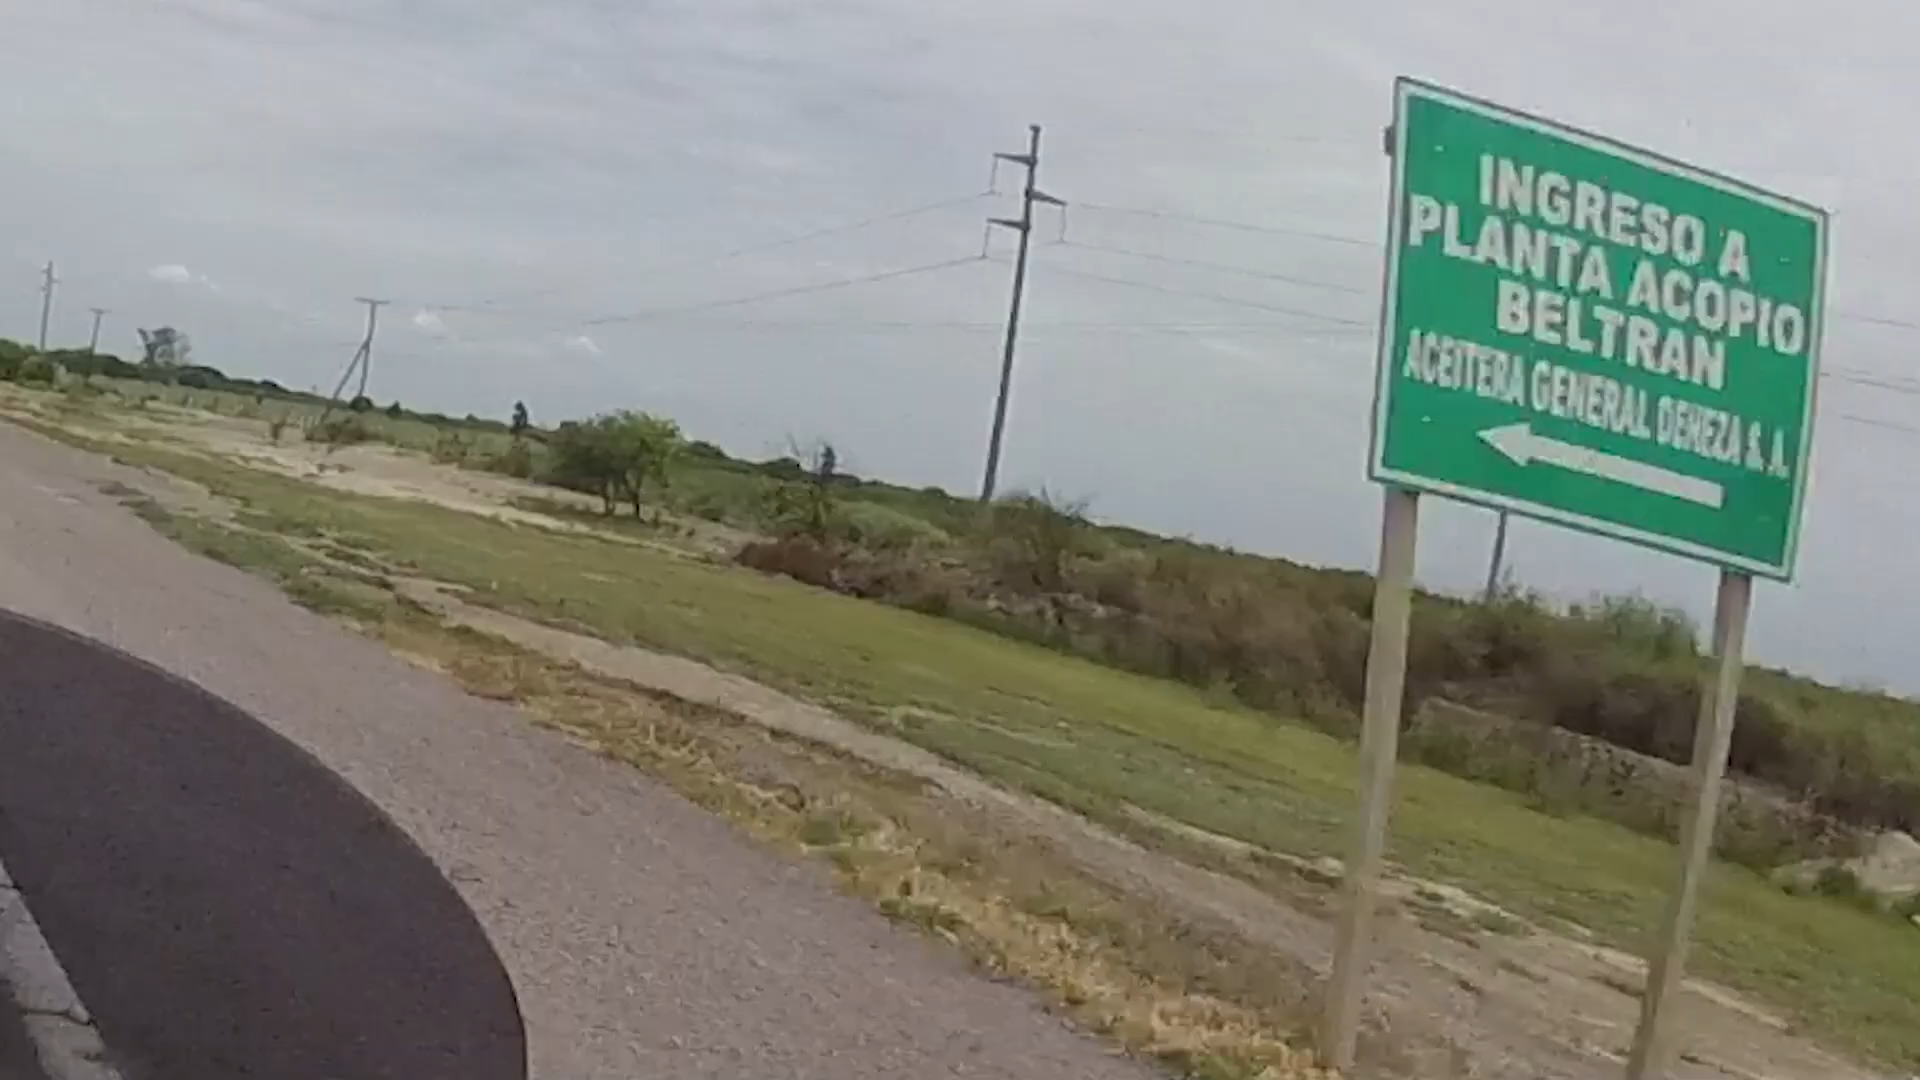 INGRESO A
PLANTA ACOPIO
BELTRAN
ACEITERA GENERAL DEHEZA S.A.